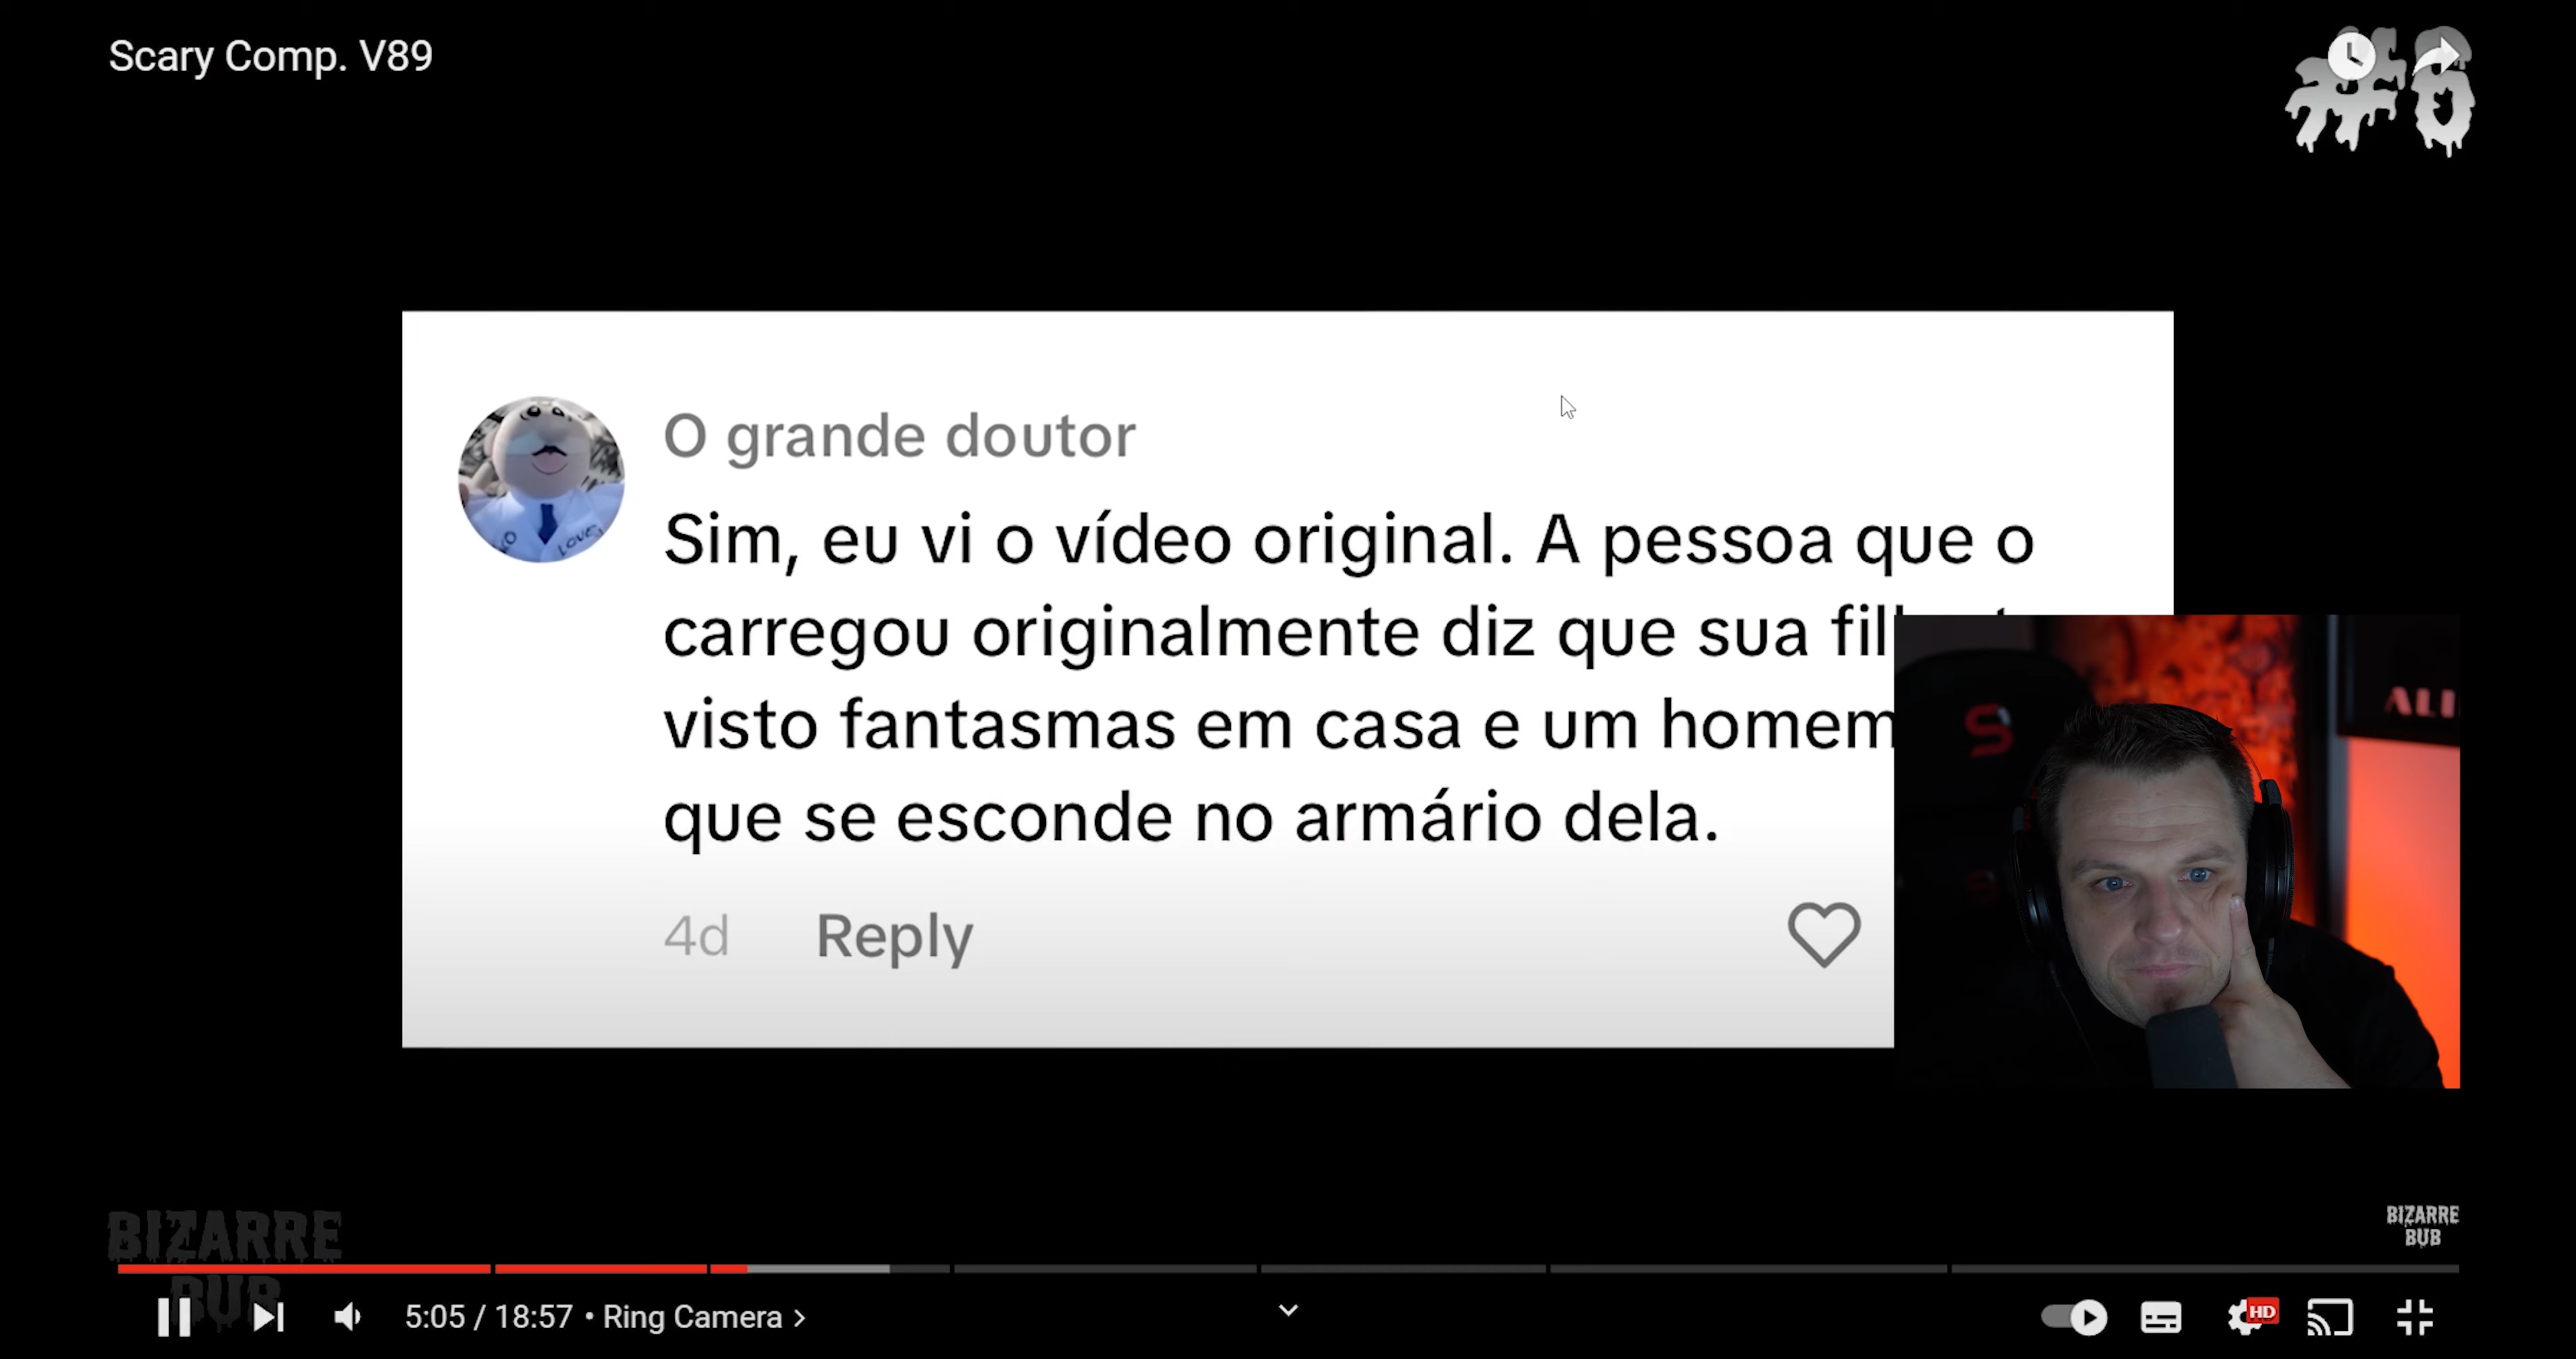 Scary Comp. V89
#6
O grande doutor
Sim, eu vi o vídeo original. A pessoa que o
carregou originalmente diz que sua
visto fantasmas em casa e um homem
que se esconde no armário dela.
4d Reply
ALI
S
BIZARRE
BUB
BIZARRE
BUB
5:05 / 18:57 • Ring Camera >
HD